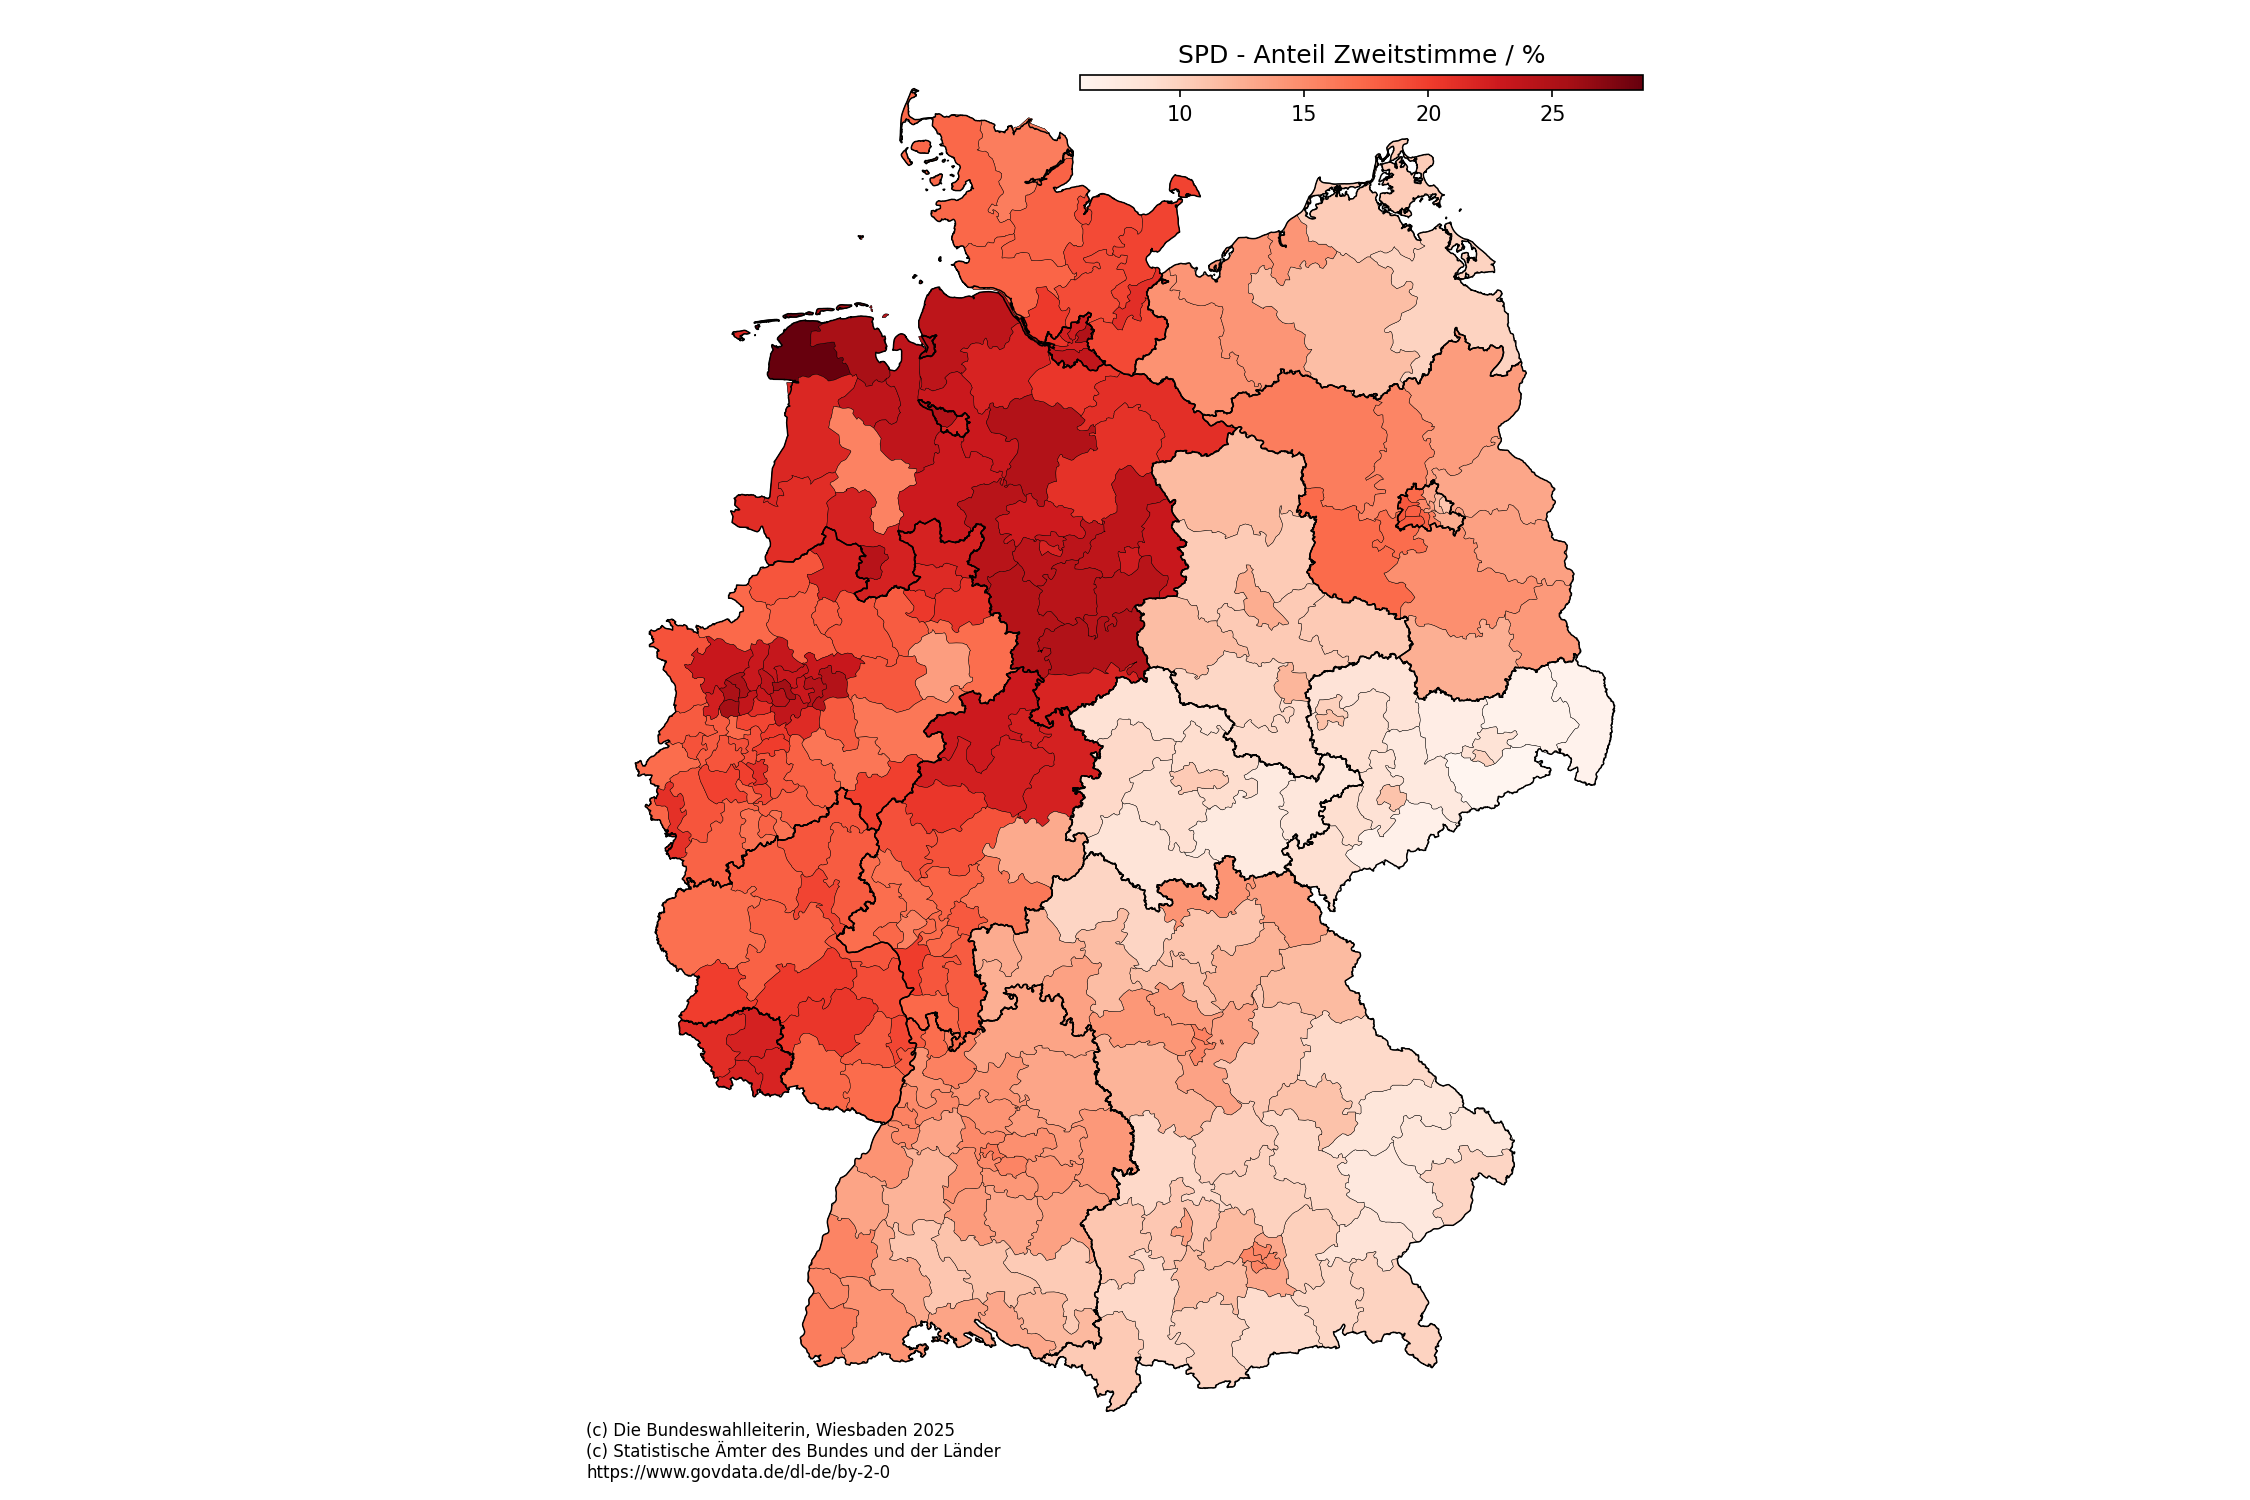 SPD - Anteil Zweitstimme / %
10 15 20 25
(c) Die Bundeswahlleiterin, Wiesbaden 2025
(c) Statistische Ämter des Bundes und der Länder
https://www.govdata.de/dl-de/by-2-0